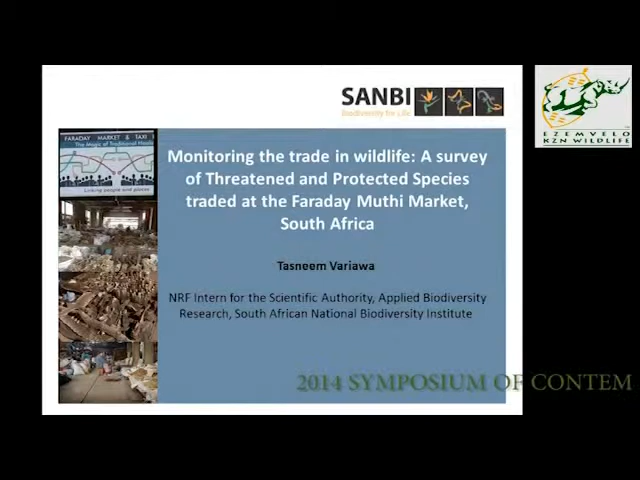 SANBI
Biodiversity for Life
EZEMVELO
KZN WILDLIFE
FARADAY MARKET & TAXI
The Magic of Traditional Heali
Linking people and places
Monitoring the trade in wildlife: A survey
of Threatened and Protected Species
traded at the Faraday Muthi Market,
South Africa
Tasneem Variawa
NRF Intern for the Scientific Authority, Applied Biodiversity
Research, South African National Biodiversity Institute
2014 SYMPOSIUM OF CONTEM